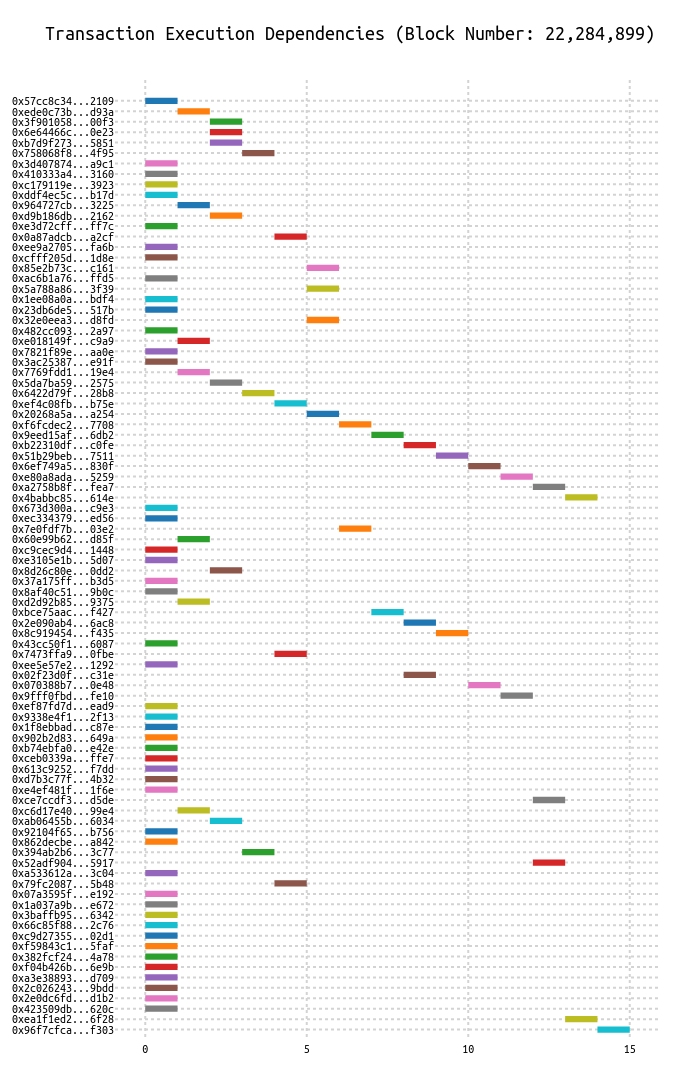 Transaction Execution Dependencies (Block Number: 22,284,899)
0x57cc8c34...2109
0xede0c73b...d93a
0x3f901058...00f3
0x6e64466c...0e23
0xb7d9f273...5851
0x758068f8...4f95
0x3d407874...a9c1
0x410333a4...3160
0xc179119e...3923
0xddf4ec5c...b17d
0x964727cb...3225
0xd9b186db...2162
0xe3d72cff...ff7c
0x0a87adcb...a2cf
0xee9a2705...fa6b
0xcfff205d...1d8e
0x85e2b73c...c161
0xac6b1a76...ffd5
0x5a788a86...3f39
0x1ee08a0a...bdf4
0x23db6de5...517b
0x32e0eea3...d8fd
0x482cc093...2a97
0xe018149f...c9a9
0x7821f89e...aa0e
0x3ac25387...e91f
0x7769fdd1...19e4
0x5da7ba59...2575
0x6422d79f...28b8
0xef4c08fb...b75e
0x20268a5a...a254
0xf6fcdec2...7708
0x9eed15af...6db2
0xb22310df...c0fe
0x51b29beb...7511
0x6ef749a5...830f
0xe80a8ada...5259
0xa2758b8f...fea7
0x4babbc85...614e
0x673d300a...c9e3
0xec334379...ed56
0x7e0fdf7b...03e2
0x60e99b62...d85f
0xc9cec9d4...1448
0xe3105e1b...5d07
0x8d26c80e...0dd2
0x37a175ff...b3d5
0x8af40c51...9b0c
0xd2d92b85...9375
0xbce75aac...f427
0x2e090ab4...6ac8
0x8c919454...f435
0x43cc50f1...6087
0x7473ffa9...0fbe
0xee5e57e2...1292
0x02f23d0f...c31e
0x070388b7...0e48
0x9fff0fbd...fe10
0xef87fd7d...ead9
0x9338e4f1...2f13
0x1f8ebbad...c87e
0x902b2d83...649a
0xb74ebfa0...e42e
0xceb0339a...ffe7
0x613c9252...f7dd
0xd7b3c77f...4b32
0xe4ef481f...1f6e
0xce7ccdf3...d5de
0xc6d17e40...99e4
0xab06455b...6034
0x92104f65...b756
0x862decbe...a842
0x394ab2b6...3c77
0x52adf904...5917
0xa533612a...3c04
0x79fc2087...5b48
0x07a3595f...e192
0x1a037a9b...e672
0x3baffb95...6342
0x66c85f88...2c76
0xc9d27355...02d1
0xf59843c1...5faf
0x382fcf24...4a78
0xf04b426b...6e9b
0xa3e38893...d709
0x2c026243...9bdd
0x2e0dc6fd...d1b2
0x423509db...620c
0xea1f1ed2...6f28
0x96f7cfca...f303
0 5 10 15